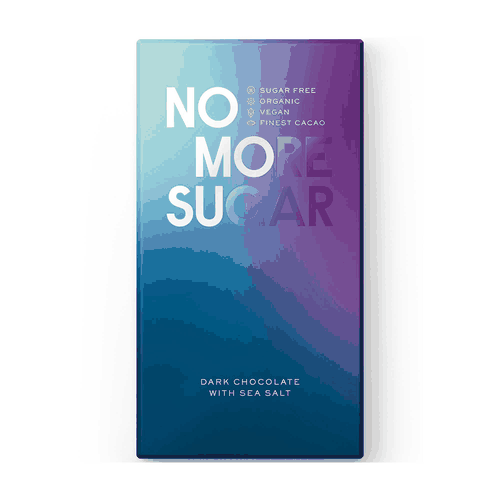 NO
SUGAR FREE
ORGANIC
VEGAN
FINEST CACAO
MORE
SUGAR
DARK CHOCOLATE
WITH SEA SALT